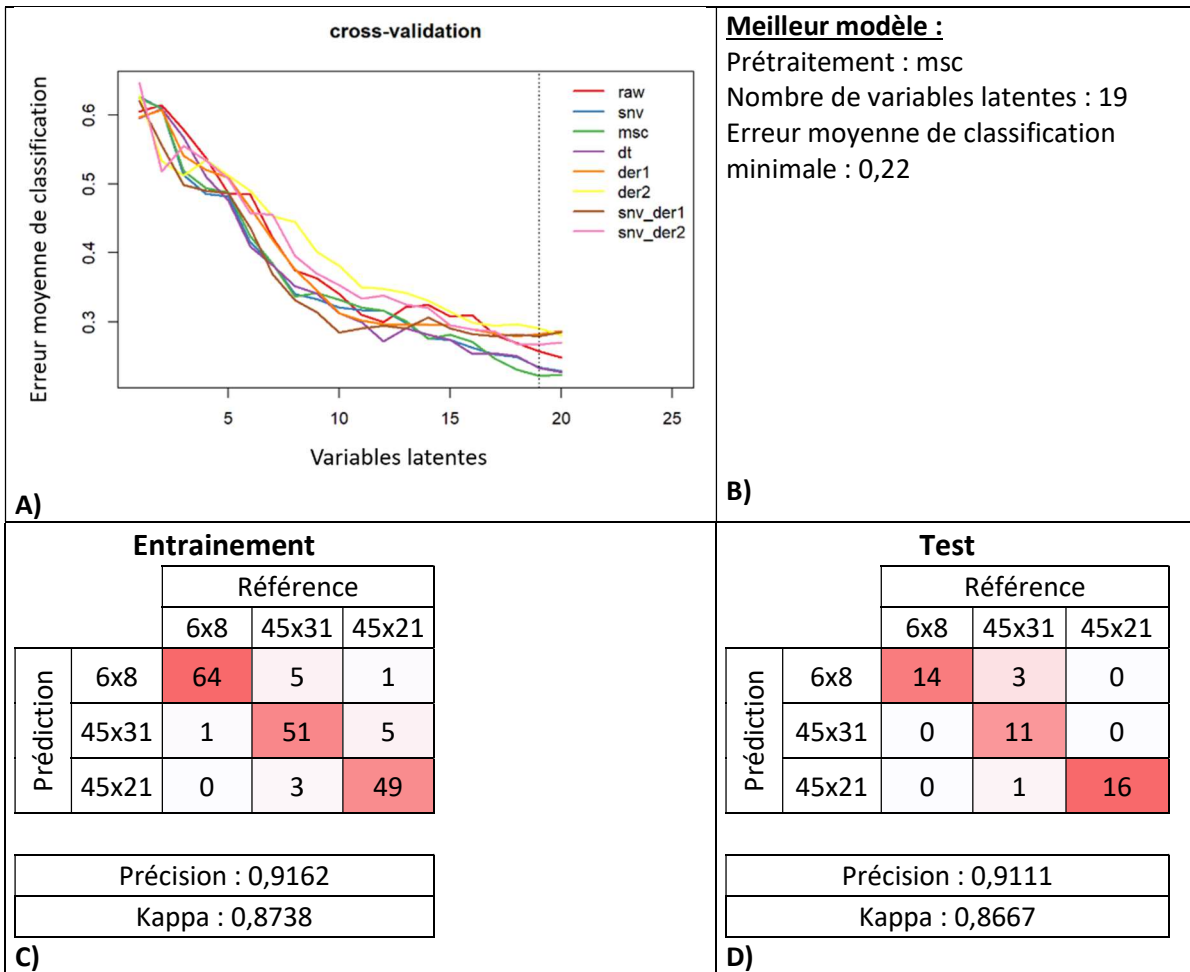 cross-validation
Erreur moyenne de classification
0.6
0.5
0.4
0.3
raw
snv
msc
dt
der1
der2
snv_der1
snv_der2
5 10 15 20 25
Variables latentes
A)
Meilleur modèle :
Prétraitement : msc
Nombre de variables latentes : 19
Erreur moyenne de classification
minimale : 0,22
B)
Entrainement
Référence
6x8 45x31 45x21
Prédiction
6x8 64 5 1
45x31 1 51 5
45x21 0 3 49
Précision : 0,9162
Kappa : 0,8738
C)
Test
Référence
6x8 45x31 45x21
Prédiction
6x8 14 3 0
45x31 0 11 0
45x21 0 1 16
Précision : 0,9111
Kappa : 0,8667
D)